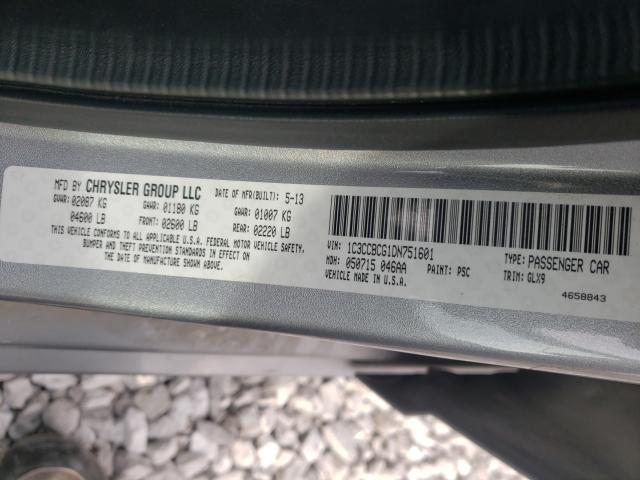 MFD BY CHRYSLER GROUP LLC DATE OF MFR(BUILT): 5-13
GVWR: 02087 KG GAWR: 01180 KG GAWR: 01007 KG
04600 LB FRONT: 02600 LB REAR: 02220 LB
THIS VEHICLE CONFORMS TO ALL APPLICABLE U.S.A. FEDERAL MOTOR VEHICLE SAFETY,
BUMPER AND THEFT PREVENTION STANDARDS IN EFFECT ON
THE DATE OF MANUFACTURE SHOWN ABOVE.
VIN: 1C3CCBCG1DN751601 TYPE: PASSENGER CAR
MDH: 050715 046AA PAINT: PSC TRIM: GLX9
MADE IN U.S.A.
4658843